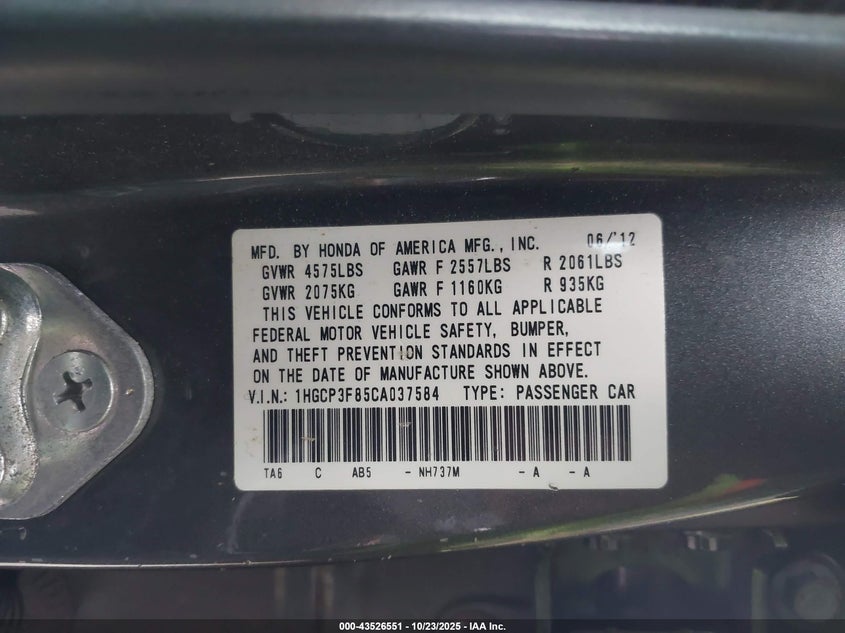 MFD. BY HONDA OF AMERICA MFG., INC. 06/'12
GVWR 4575LBS GAWR F 2557LBS R 2061LBS
GVWR 2075KG GAWR F 1160KG R 935KG
THIS VEHICLE CONFORMS TO ALL APPLICABLE
FEDERAL MOTOR VEHICLE SAFETY, BUMPER,
AND THEFT PREVENTION STANDARDS IN EFFECT
ON THE DATE OF MANUFACTURE SHOWN ABOVE.
V.I.N.: 1HGCP3F85CA037584 TYPE: PASSENGER CAR
TA6 C AB5 - NH737M - A - A
000-43526551 - 10/23/2025 - IAA Inc.